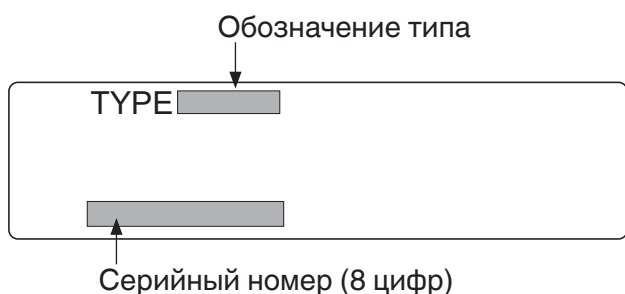 Обозначение типа
TYPE
Серийный номер (8 цифр)